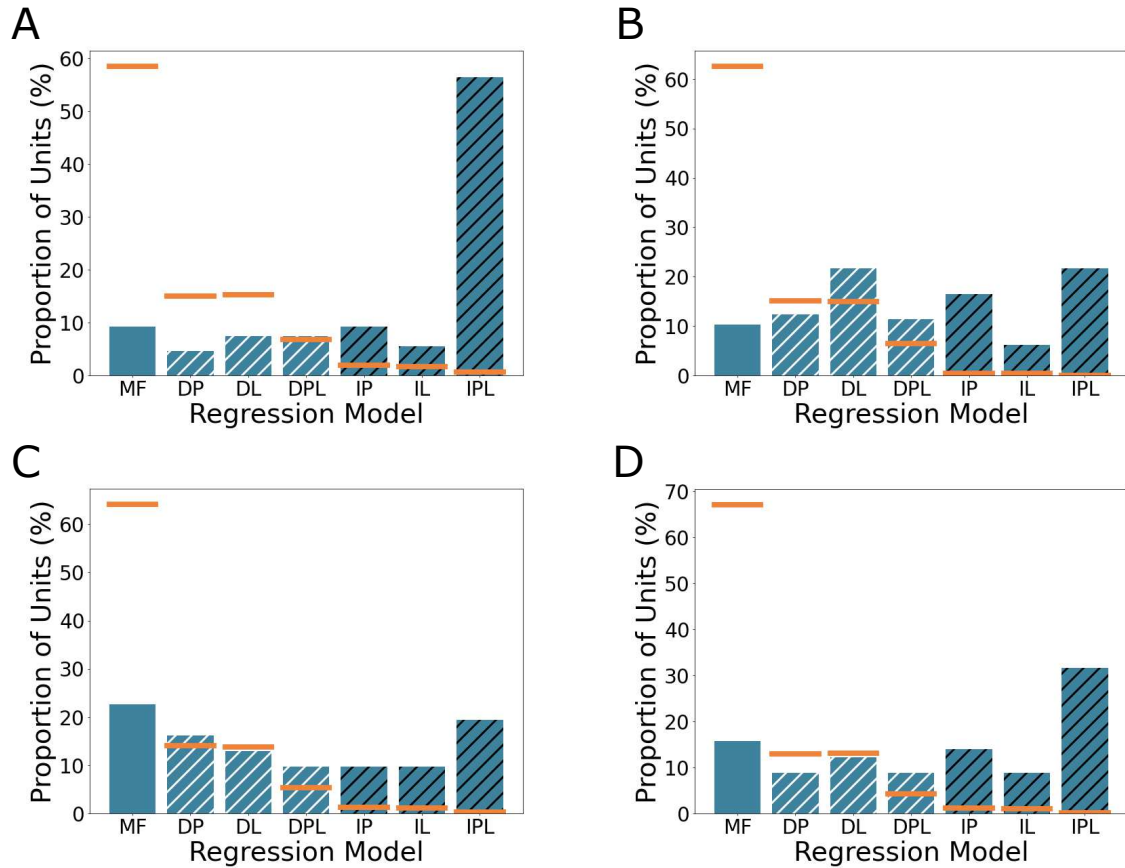 A
Proportion of Units (%)
60
50
40
30
20
10
0
MF DP DL DPL IP IL IPL
Regression Model
B
Proportion of Units (%)
60
50
40
30
20
10
0
MF DP DL DPL IP IL IPL
Regression Model
C
Proportion of Units (%)
60
50
40
30
20
10
0
MF DP DL DPL IP IL IPL
Regression Model
D
Proportion of Units (%)
70
60
50
40
30
20
10
0
MF DP DL DPL IP IL IPL
Regression Model